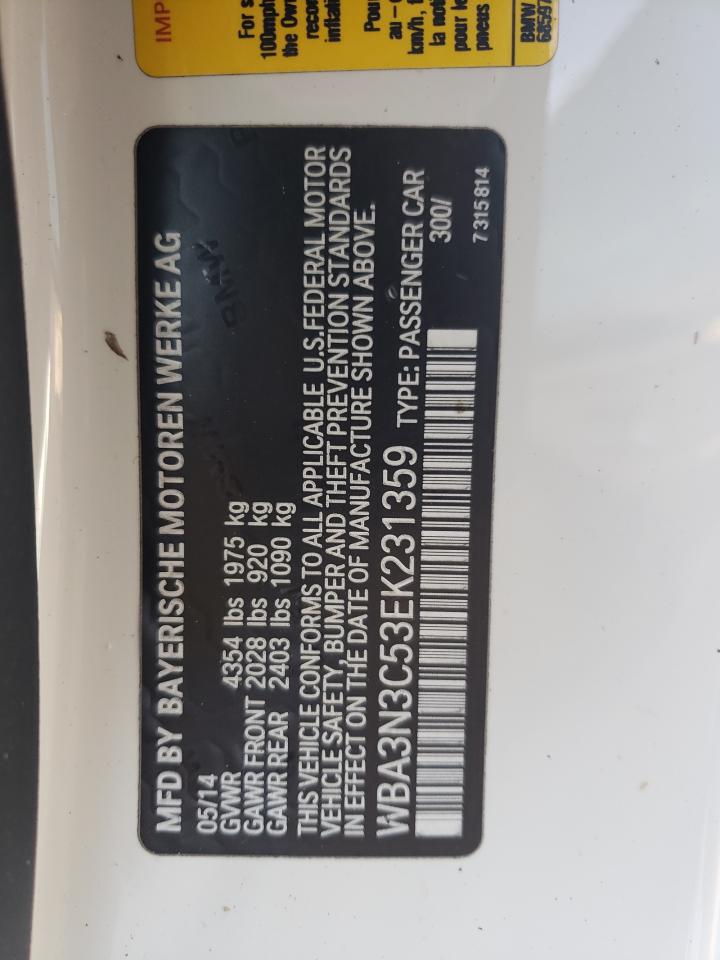 IMP
For s
100mph
the Own
recom
inflati
Pou
au – 
km/h, f
la noti
pour le
pneus
BMW
MFD BY BAYERISCHE MOTOREN WERKE AG
05/14
GVWR 4354 lbs 1975 kg
GAWR FRONT 2028 lbs 920 kg
GAWR REAR 2403 lbs 1090 kg
THIS VEHICLE CONFORMS TO ALL APPLICABLE U.S.FEDERAL MOTOR
VEHICLE SAFETY, BUMPER AND THEFT PREVENTION STANDARDS
IN EFFECT ON THE DATE OF MANUFACTURE SHOWN ABOVE.
WBA3N3C53EK231359 TYPE: PASSENGER CAR
300/
7 315 814